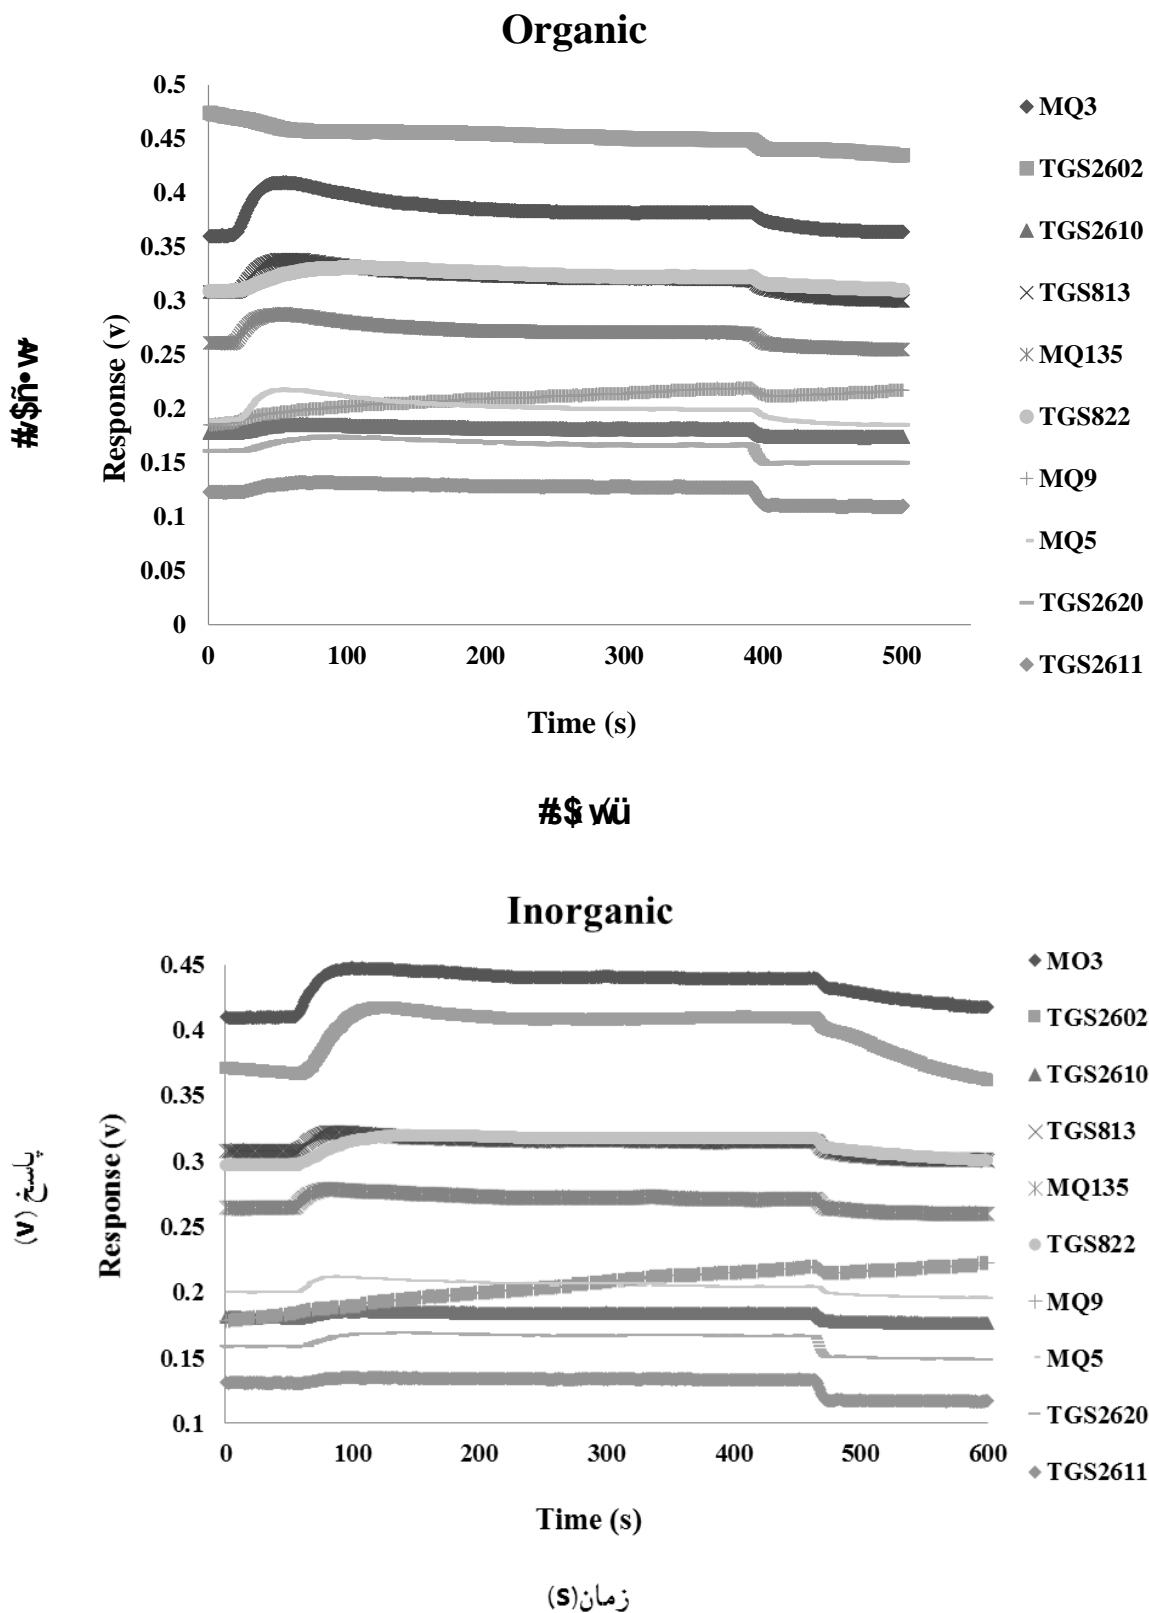 Organic
0.5
0.45
0.4
0.35
0.3
0.25
0.2
0.15
0.1
0.05
0
Response (v)
0 100 200 300 400 500
Time (s)
MQ3
TGS2602
TGS2610
TGS813
MQ135
TGS822
MQ9
MQ5
TGS2620
TGS2611
Inorganic
0.45
0.4
0.35
0.3
0.25
0.2
0.15
0.1
پاسخ (v)
Response (v)
0 100 200 300 400 500 600
Time (s)
زمان(s)
MO3
TGS2602
TGS2610
TGS813
MQ135
TGS822
MQ9
MQ5
TGS2620
TGS2611